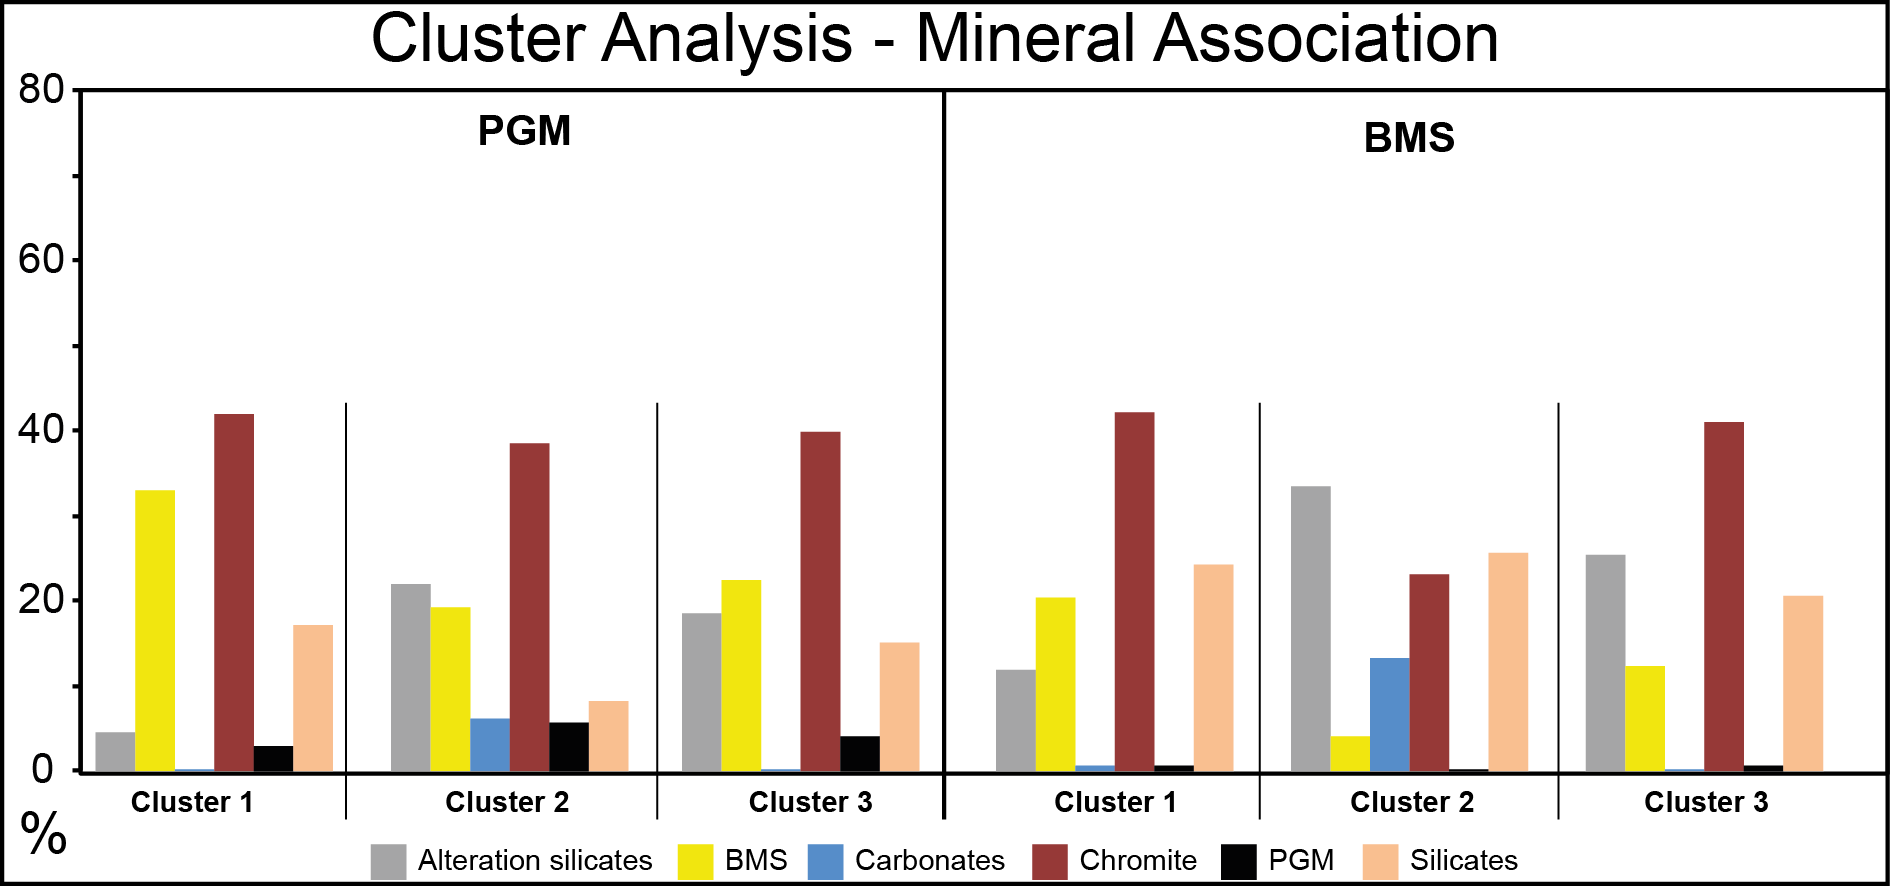 Cluster Analysis - Mineral Association
PGM
BMS
80
60
40
20
0
%
Cluster 1
Cluster 2
Cluster 3
Cluster 1
Cluster 2
Cluster 3
Alteration silicates
BMS
Carbonates
Chromite
PGM
Silicates